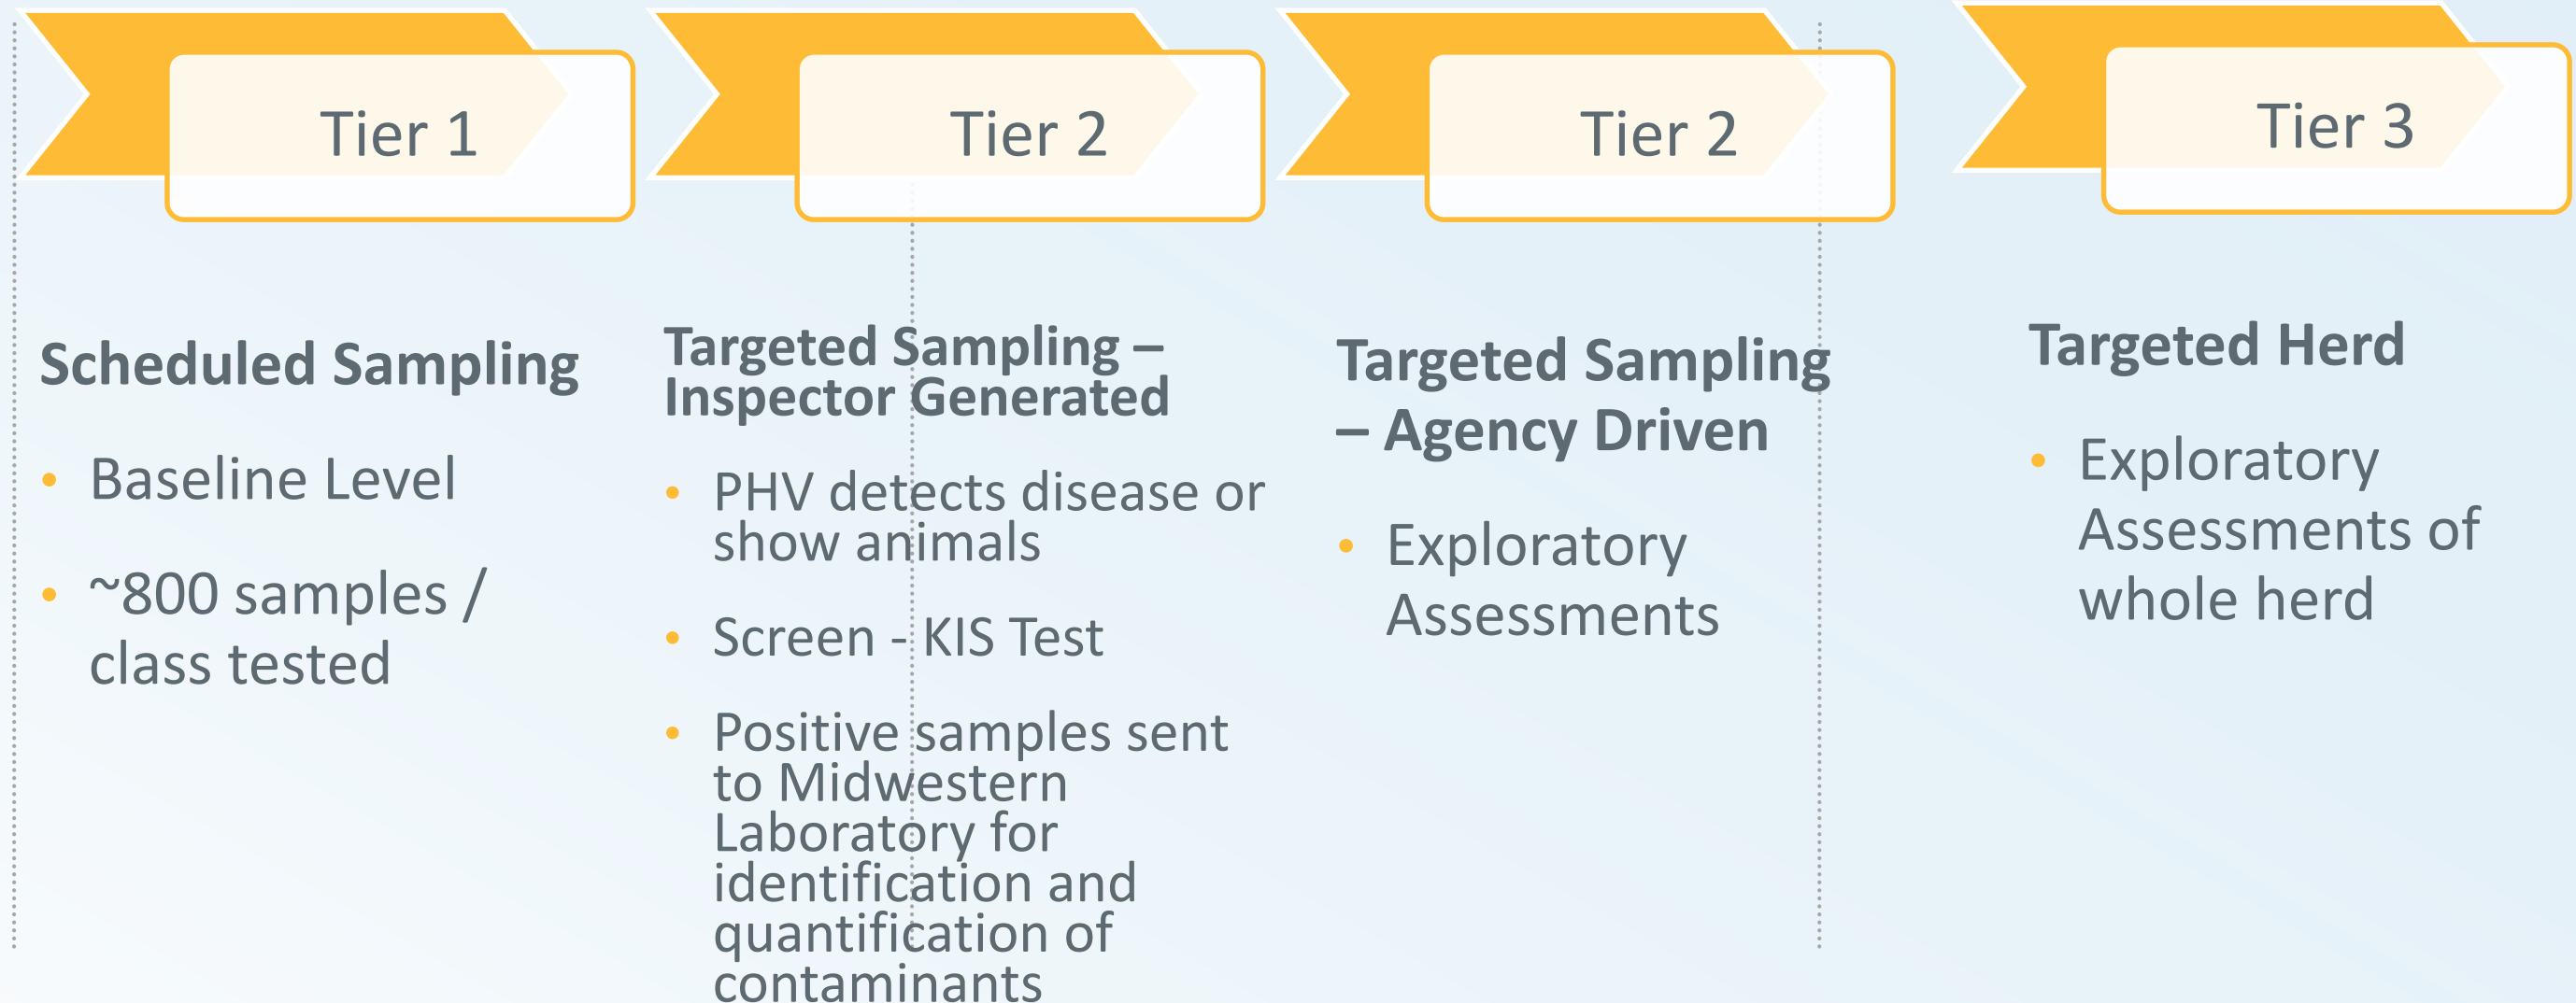 Tier 1
Tier 2
Tier 2
Tier 3
Scheduled Sampling
• Baseline Level
• ~800 samples /
class tested
Targeted Sampling –
Inspector Generated
• PHV detects disease or
show animals
• Screen - KIS Test
• Positive samples sent
to Midwestern
Laboratory for
identification and
quantification of
contaminants
Targeted Sampling
– Agency Driven
• Exploratory
Assessments
Targeted Herd
• Exploratory
Assessments of
whole herd